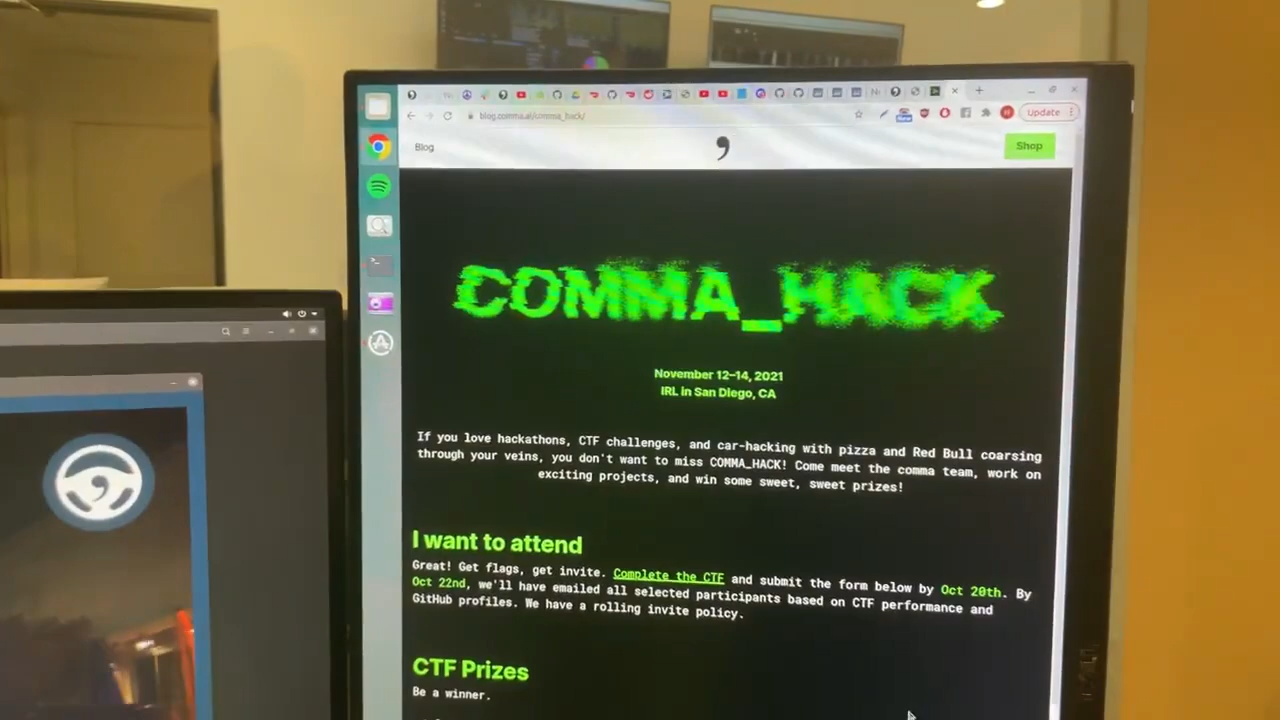 Update
blog.comma.ai/comma_hack/
Blog
Shop
COMMA_HACK
November 12–14, 2021
IRL in San Diego, CA
If you love hackathons, CTF challenges, and car-hacking with pizza and Red Bull coarsing
through your veins, you don't want to miss COMMA_HACK! Come meet the comma team, work on
exciting projects, and win some sweet, sweet prizes!
I want to attend
Great! Get flags, get invite. Complete the CTF and submit the form below by Oct 20th. By
Oct 22nd, we'll have emailed all selected participants based on CTF performance and
GitHub profiles. We have a rolling invite policy.
CTF Prizes
Be a winner.